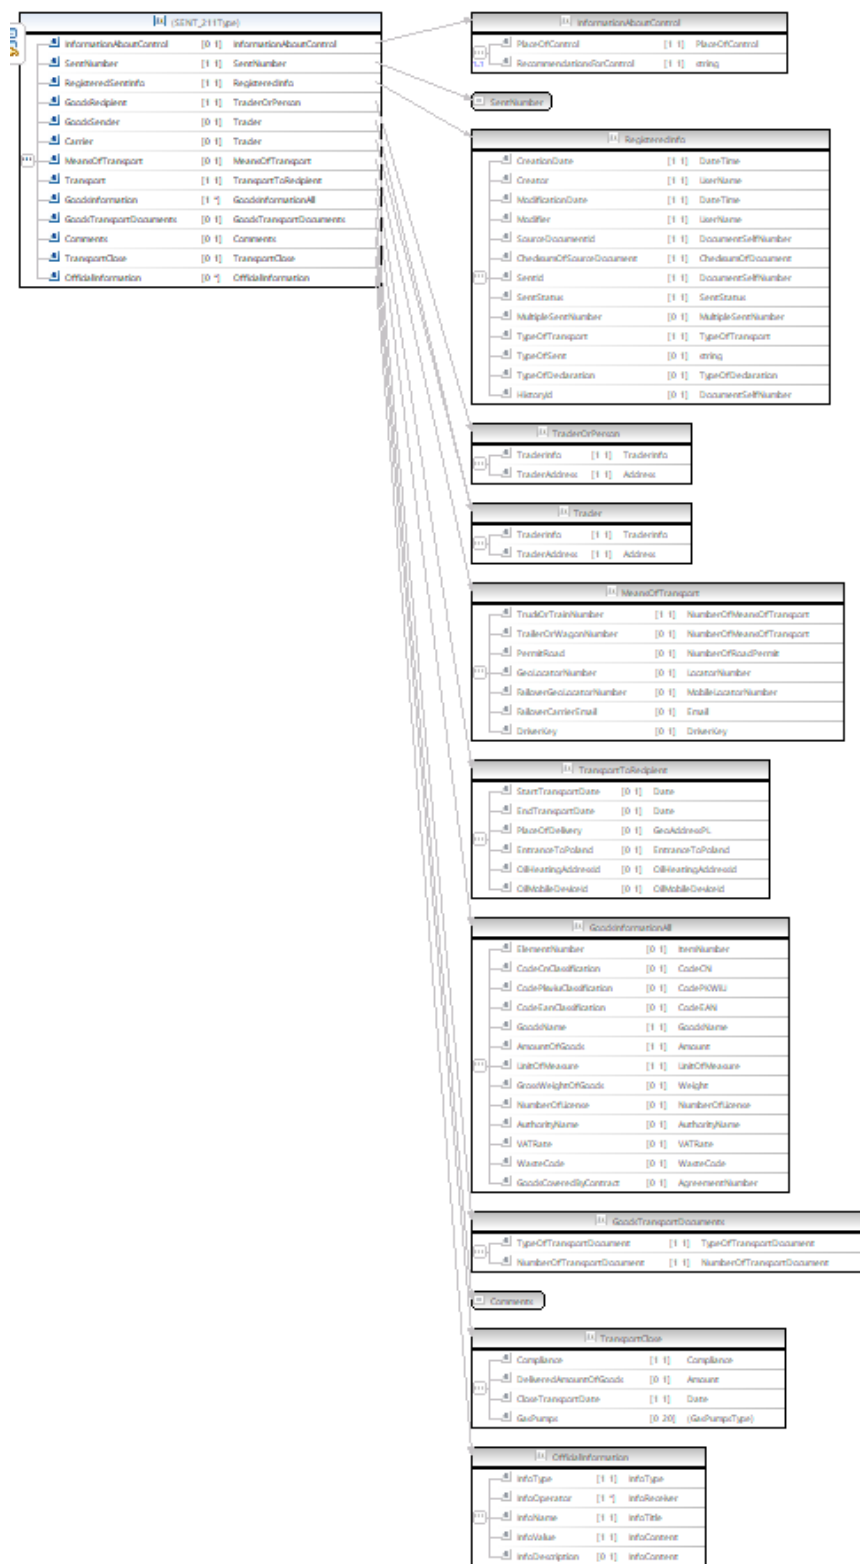 (SENT_211Type)
InformationAboutControl [0 1] InformationAboutControl
SentNumber [1 1] SentNumber
RegisteredSentInfo [1 1] RegisteredInfo
GoodsRecipient [1 1] TraderOrPerson
GoodsSender [0 1] Trader
Carrier [0 1] Trader
MeansOfTransport [0 1] MeansOfTransport
Transport [1 1] TransportToRecipient
GoodsInformation [1 *] GoodsInformationAll
GoodsTransportDocuments [0 1] GoodsTransportDocuments
Comments [0 1] Comments
TransportClose [0 1] TransportClose
OfficialInformation [0 *] OfficialInformation
InformationAboutControl
PlaceOfControl [1 1] PlaceOfControl
RecommendationsForControl [1 1] string
SentNumber
RegisteredInfo
CreationDate [1 1] DateTime
Creator [1 1] UserName
ModificationDate [1 1] DateTime
Modifier [1 1] UserName
SourceDocumentId [0 1] DocumentSelfNumber
ChecksumOfSourceDocument [1 1] ChecksumOfDocument
SentId [1 1] DocumentSelfNumber
SentStatus [1 1] SentStatus
MultipleSentNumber [0 1] MultipleSentNumber
TypeOfTransport [1 1] TypeOfTransport
TypeOfSent [0 1] string
TypeOfDeclaration [0 1] TypeOfDeclaration
HistoryId [0 1] DocumentSelfNumber
TraderOrPerson
TraderInfo [1 1] TraderInfo
TraderAddress [1 1] Address
Trader
TraderInfo [1 1] TraderInfo
TraderAddress [1 1] Address
MeansOfTransport
TruckOrTrainNumber [1 1] NumberOfMeansOfTransport
TrailerOrWagonNumber [0 1] NumberOfMeansOfTransport
PermitRoad [0 1] NumberOfRoadPermit
GeoLocatorNumber [0 1] LocatorNumber
FailoverGeoLocatorNumber [0 1] MobileLocatorNumber
FailoverCarrierEmail [0 1] Email
DriverKey [0 1] DriverKey
TransportToRecipient
StartTransportDate [0 1] Date
EndTransportDate [0 1] Date
PlaceOfDelivery [0 1] GeoAddressPL
EntranceToPoland [0 1] EntranceToPoland
OilHeatingAddressId [0 1] OilHeatingAddressId
OilMobileDeviceId [0 1] OilMobileDeviceId
GoodsInformationAll
ElementNumber [0 1] ItemNumber
CodeCnClassification [0 1] CodeCN
CodePkwiuClassification [0 1] CodePKWIU
CodeEanClassification [0 1] CodeEAN
GoodsName [1 1] GoodsName
AmountOfGoods [1 1] Amount
UnitOfMeasure [1 1] UnitOfMeasure
GrossWeightOfGoods [0 1] Weight
NumberOfLicense [0 1] NumberOfLicense
AuthorityName [0 1] AuthorityName
VATRate [0 1] VATRate
WasteCode [0 1] WasteCode
GoodsCoveredByContract [0 1] AgreementNumber
GoodsTransportDocuments
TypeOfTransportDocument [1 1] TypeOfTransportDocument
NumberOfTransportDocument [1 1] NumberOfTransportDocument
Comments
TransportClose
Compliance [1 1] Compliance
DeliveredAmountOfGoods [0 1] Amount
CloseTransportDate [1 1] Date
GasPumps [0 20] (GasPumpsType)
OfficialInformation
InfoType [1 1] InfoType
InfoOperator [1 *] InfoReceiver
InfoName [1 1] InfoTitle
InfoValue [1 1] InfoContent
InfoDescription [0 1] InfoContent